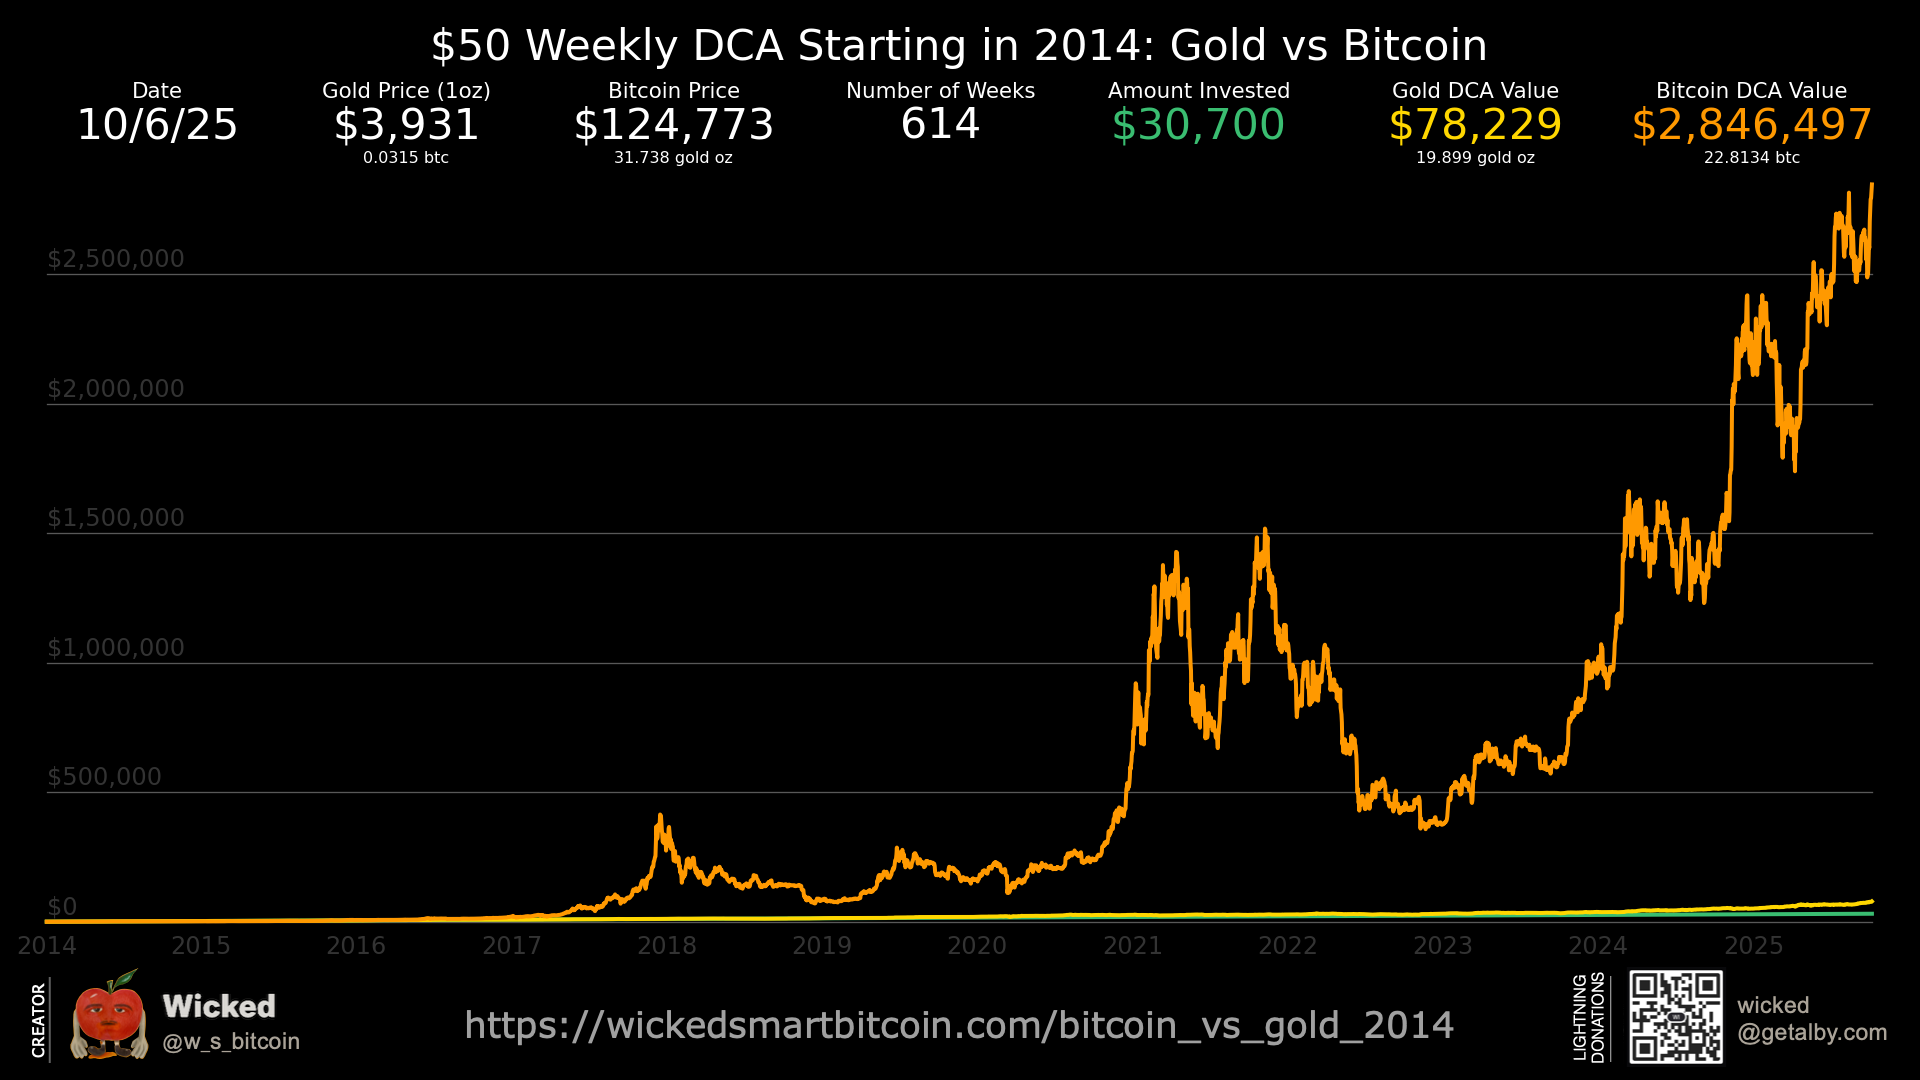 $50 Weekly DCA Starting in 2014: Gold vs Bitcoin
Date
10/6/25
Gold Price (1oz)
$3,931
0.0315 btc
Bitcoin Price
$124,773
31.738 gold oz
Number of Weeks
614
Amount Invested
$30,700
Gold DCA Value
$78,229
19.899 gold oz
Bitcoin DCA Value
$2,846,497
22.8134 btc
$2,500,000
$2,000,000
$1,500,000
$1,000,000
$500,000
$0
2014 2015 2016 2017 2018 2019 2020 2021 2022 2023 2024 2025
CREATOR
Wicked
@w_s_bitcoin
https://wickedsmartbitcoin.com/bitcoin_vs_gold_2014
LIGHTNING
DONATIONS
wicked
@getalby.com